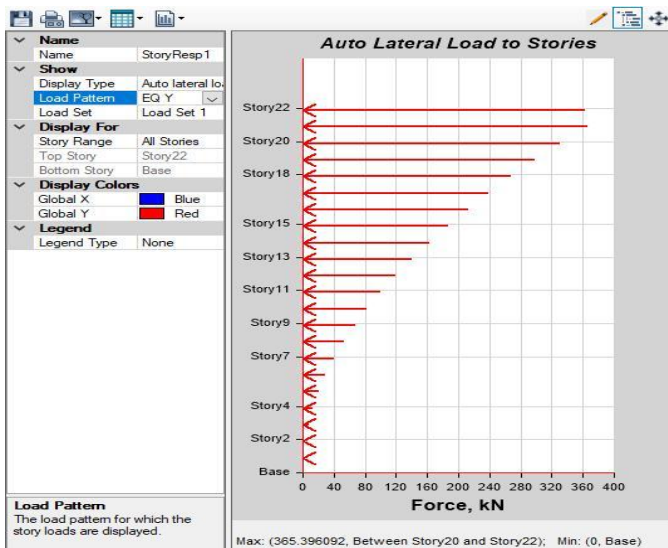 Name
Name StoryResp1
Show
Display Type Auto lateral lo
Load Pattern EQ Y
Load Set Load Set 1
Display For
Story Range All Stories
Top Story Story22
Bottom Story Base
Display Colors
Global X Blue
Global Y Red
Legend
Legend Type None
Load Pattern
The load pattern for which the
story loads are displayed.
Auto Lateral Load to Stories
Story22
Story20
Story18
Story15
Story13
Story11
Story9
Story7
Story4
Story2
Base
0 40 80 120 160 200 240 280 320 360 400
Force, kN
Max: (365.396092, Between Story20 and Story22); Min: (0, Base)